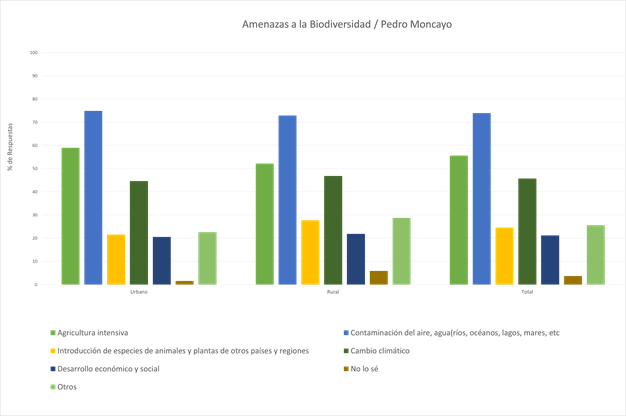 Amenazas a la Biodiversidad / Pedro Moncayo
% de Respuestas
100
90
80
70
60
50
40
30
20
10
0
Urbano Rural Total
Agricultura intensiva Contaminación del aire, agua(ríos, océanos, lagos, mares, etc
Introducción de especies de animales y plantas de otros países y regiones Cambio climático
Desarrollo económico y social No lo sé
Otros